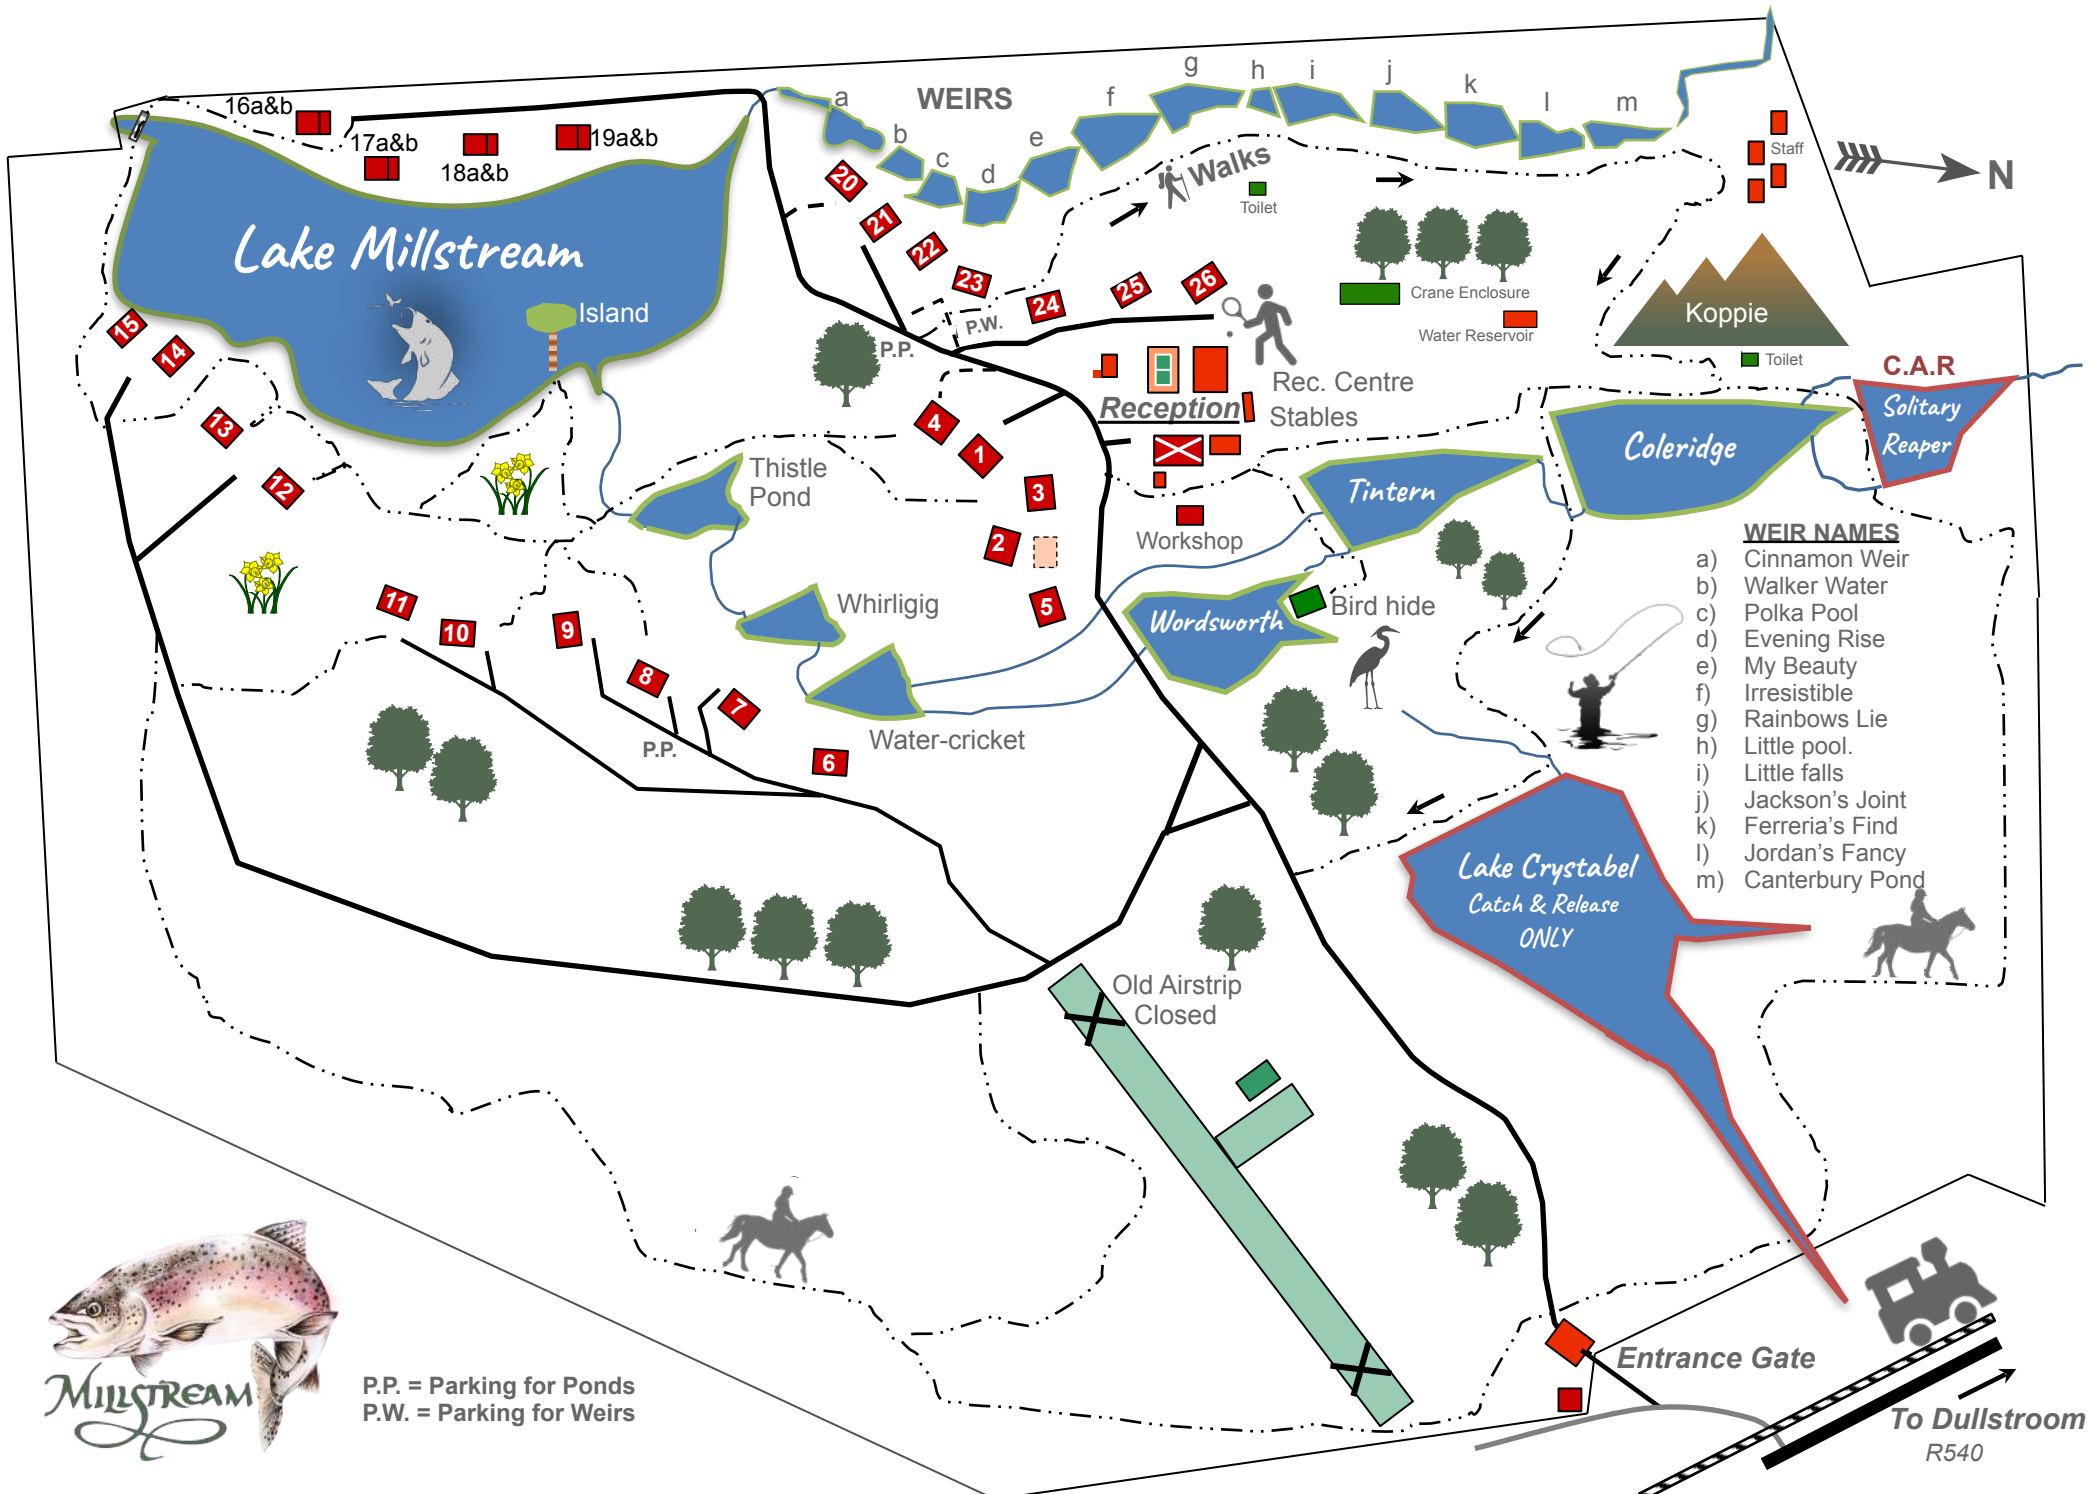 16a&b
17a&b
18a&b
19a&b
a
b
c
d
e
f
g
h
i
j
k
l
m
WEIRS
Walks
Toilet
Staff
N
Lake Millstream
Island
20
21
22
23
24
25
26
P.W.
P.P.
Crane Enclosure
Water Reservoir
Koppie
Toilet
C.A.R
Solitary
Reaper
15
14
13
12
Rec. Centre
Reception
Stables
4
1
3
2
5
Thistle
Pond
Tintern
Coleridge
Workshop
Whirligig
Wordsworth
Bird hide
11
10
9
8
7
6
P.P.
Water-cricket
WEIR NAMES
a) Cinnamon Weir
b) Walker Water
c) Polka Pool
d) Evening Rise
e) My Beauty
f) Irresistible
g) Rainbows Lie
h) Little pool.
i) Little falls
j) Jackson's Joint
k) Ferreria's Find
l) Jordan's Fancy
m) Canterbury Pond
Lake Crystabel
Catch & Release
ONLY
Old Airstrip
Closed
MILLSTREAM
P.P. = Parking for Ponds
P.W. = Parking for Weirs
Entrance Gate
To Dullstroom
R540